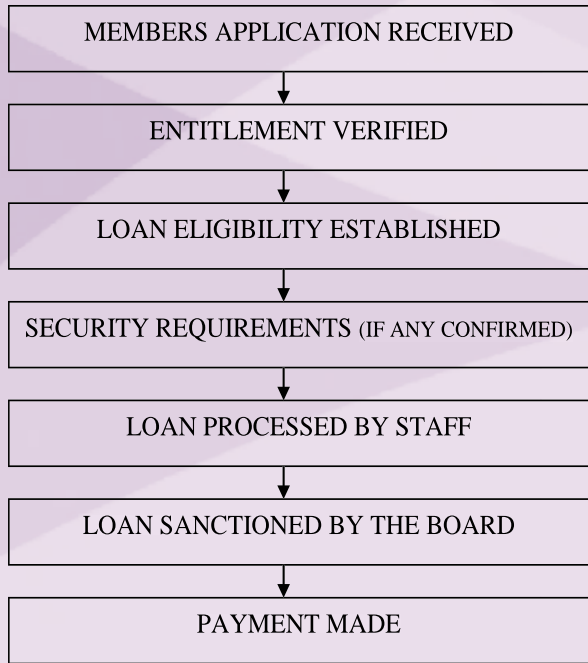 MEMBERS APPLICATION RECEIVED
ENTITLEMENT VERIFIED
LOAN ELIGIBILITY ESTABLISHED
SECURITY REQUIREMENTS (IF ANY CONFIRMED)
LOAN PROCESSED BY STAFF
LOAN SANCTIONED BY THE BOARD
PAYMENT MADE